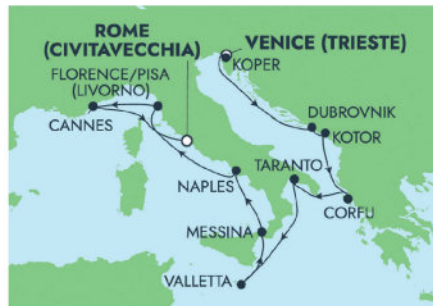 ROME
(CIVITAVECCHIA)
VENICE (TRIESTE)
FLORENCE/PISA
(LIVORNO)
KOPER
CANNES
DUBROVNIK
KOTOR
TARANTO
NAPLES
CORFU
MESSINA
VALLETTA